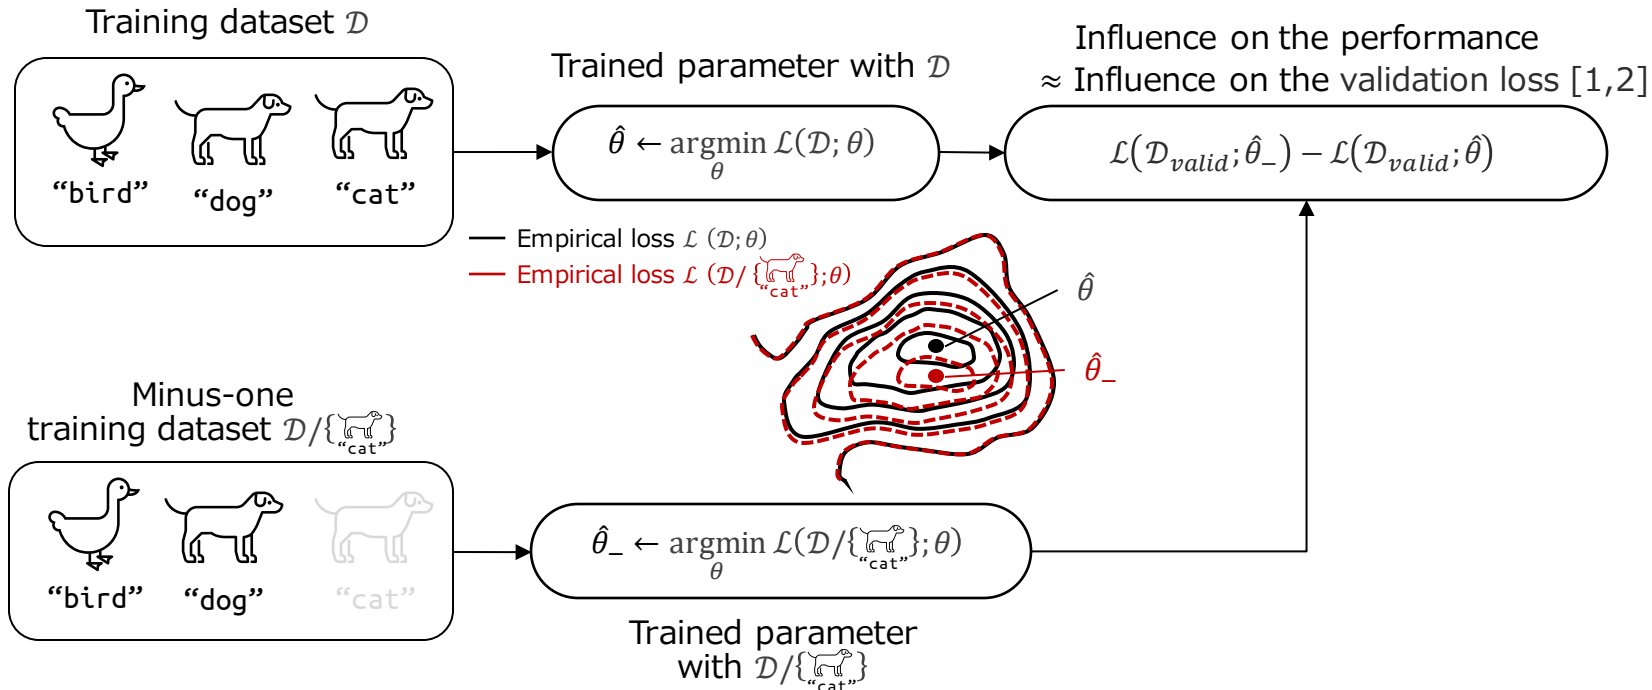 Training dataset 𝒟
“bird”
“dog”
“cat”
Trained parameter with 𝒟
θ̂ ← argmin ℒ(𝒟; θ)
θ
Influence on the performance
≈ Influence on the validation loss [1,2]
ℒ(𝒟valid; θ̂−) − ℒ(𝒟valid; θ̂)
Empirical loss ℒ (𝒟; θ)
Empirical loss ℒ (𝒟/ { “cat” }; θ)
θ̂
θ̂−
Minus-one
training dataset 𝒟/{ “cat” }
“bird”
“dog”
“cat”
θ̂− ← argmin ℒ(𝒟/{ “cat” }; θ)
θ
Trained parameter
with 𝒟/{ “cat” }